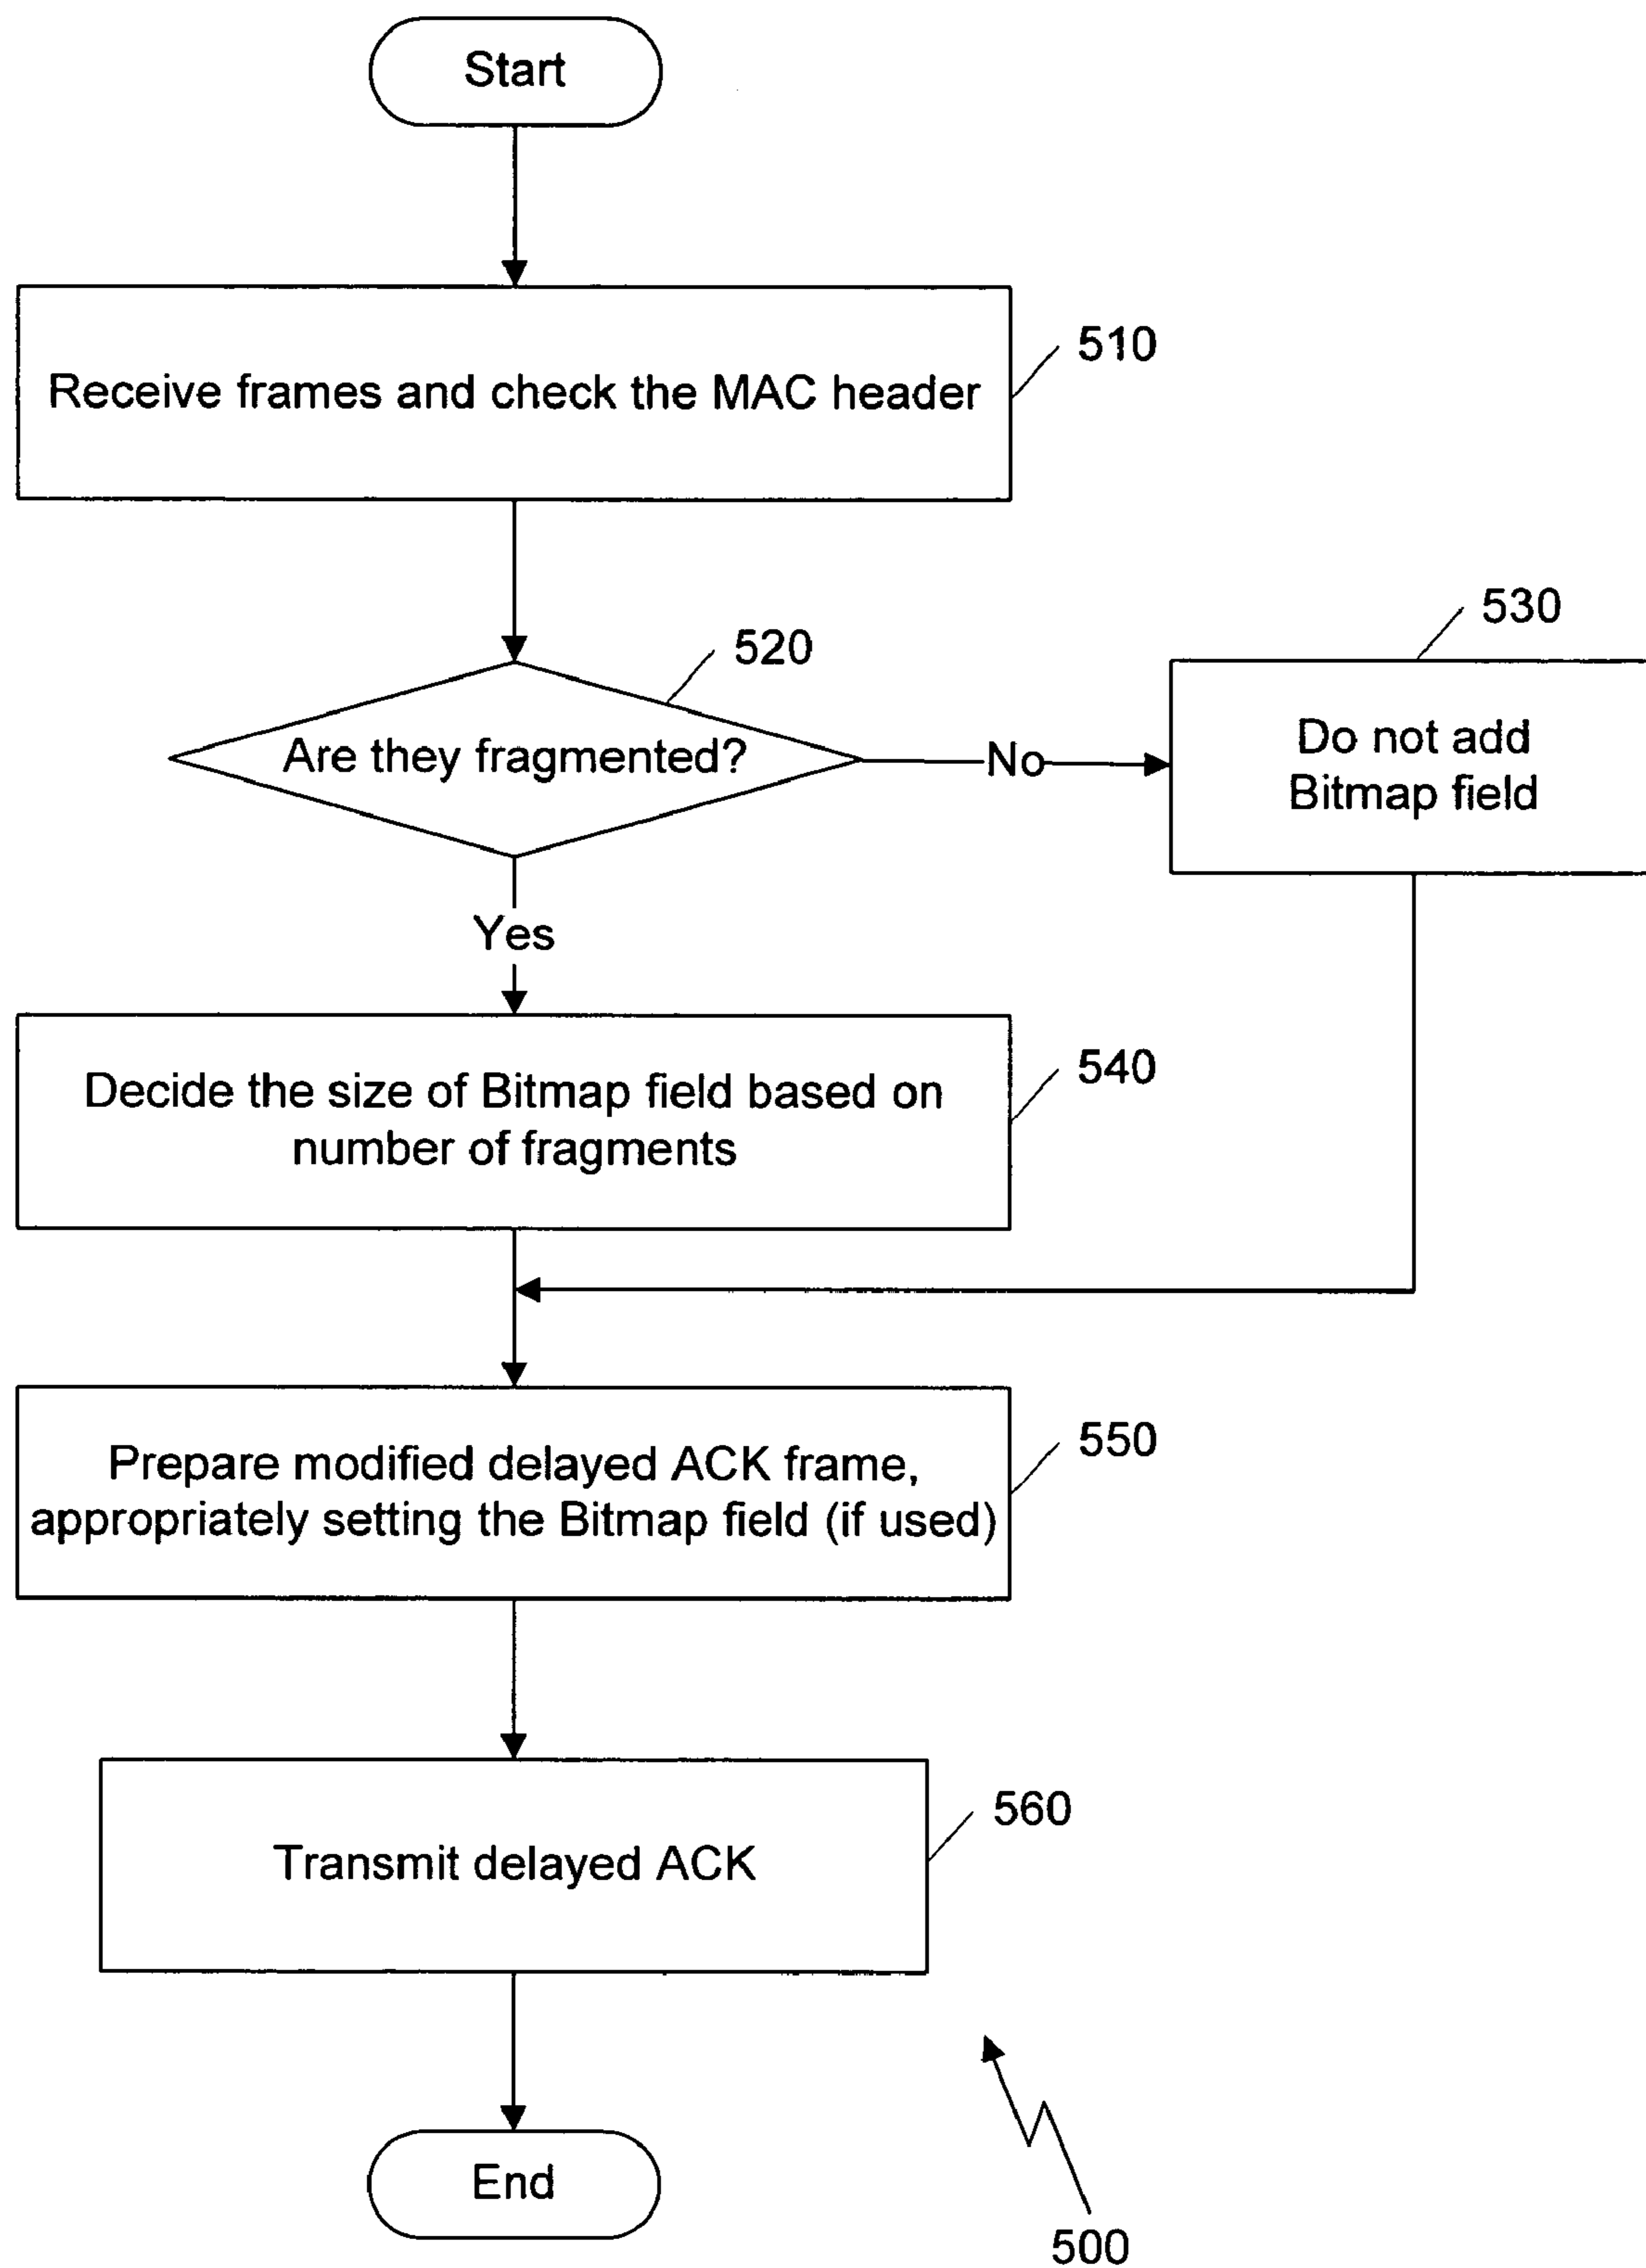 Start
Receive frames and check the MAC header
510
520
Are they fragmented?
No
530
Do not add
Bitmap field
Yes
Decide the size of Bitmap field based on
number of fragments
540
Prepare modified delayed ACK frame,
appropriately setting the Bitmap field (if used)
550
Transmit delayed ACK
560
End
500